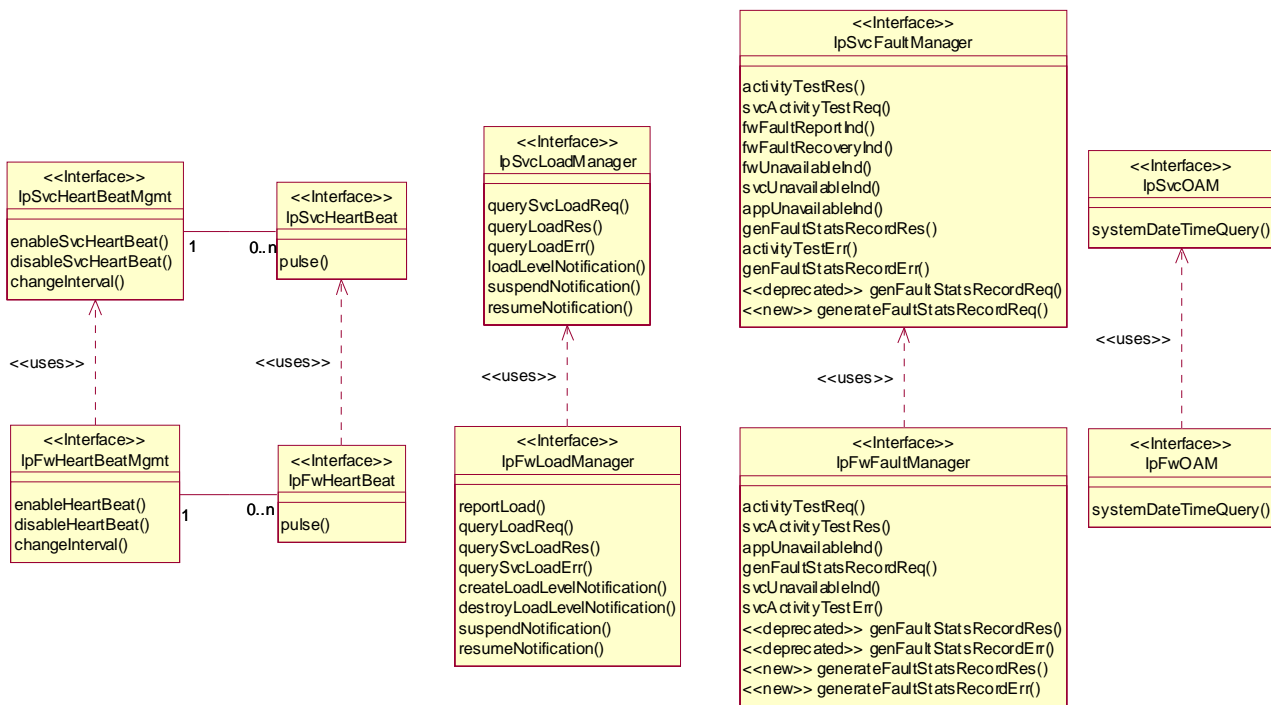 <<Interface>>
IpSvcHeartBeatMgmt
enableSvcHeartBeat()
disableSvcHeartBeat()
changeInterval()
1
0..n
<<Interface>>
IpSvcHeartBeat
pulse()
<<Interface>>
IpSvcLoadManager
querySvcLoadReq()
queryLoadRes()
queryLoadErr()
loadLevelNotification()
suspendNotification()
resumeNotification()
<<Interface>>
IpSvcFaultManager
activityTestRes()
svcActivityTestReq()
fwFaultReportInd()
fwFaultRecoveryInd()
fwUnavailableInd()
svcUnavailableInd()
appUnavailableInd()
genFaultStatsRecordRes()
activityTestErr()
genFaultStatsRecordErr()
<<deprecated>> genFaultStatsRecordReq()
<<new>> generateFaultStatsRecordReq()
<<Interface>>
IpSvcOAM
systemDateTimeQuery()
<<uses>>
<<uses>>
<<uses>>
<<uses>>
<<uses>>
<<Interface>>
IpFwHeartBeatMgmt
enableHeartBeat()
disableHeartBeat()
changeInterval()
1
0..n
<<Interface>>
IpFwHeartBeat
pulse()
<<Interface>>
IpFwLoadManager
reportLoad()
queryLoadReq()
querySvcLoadRes()
querySvcLoadErr()
createLoadLevelNotification()
destroyLoadLevelNotification()
suspendNotification()
resumeNotification()
<<Interface>>
IpFwFaultManager
activityTestReq()
svcActivityTestRes()
appUnavailableInd()
genFaultStatsRecordReq()
svcUnavailableInd()
svcActivityTestErr()
<<deprecated>> genFaultStatsRecordRes()
<<deprecated>> genFaultStatsRecordErr()
<<new>> generateFaultStatsRecordRes()
<<new>> generateFaultStatsRecordErr()
<<Interface>>
IpFwOAM
systemDateTimeQuery()